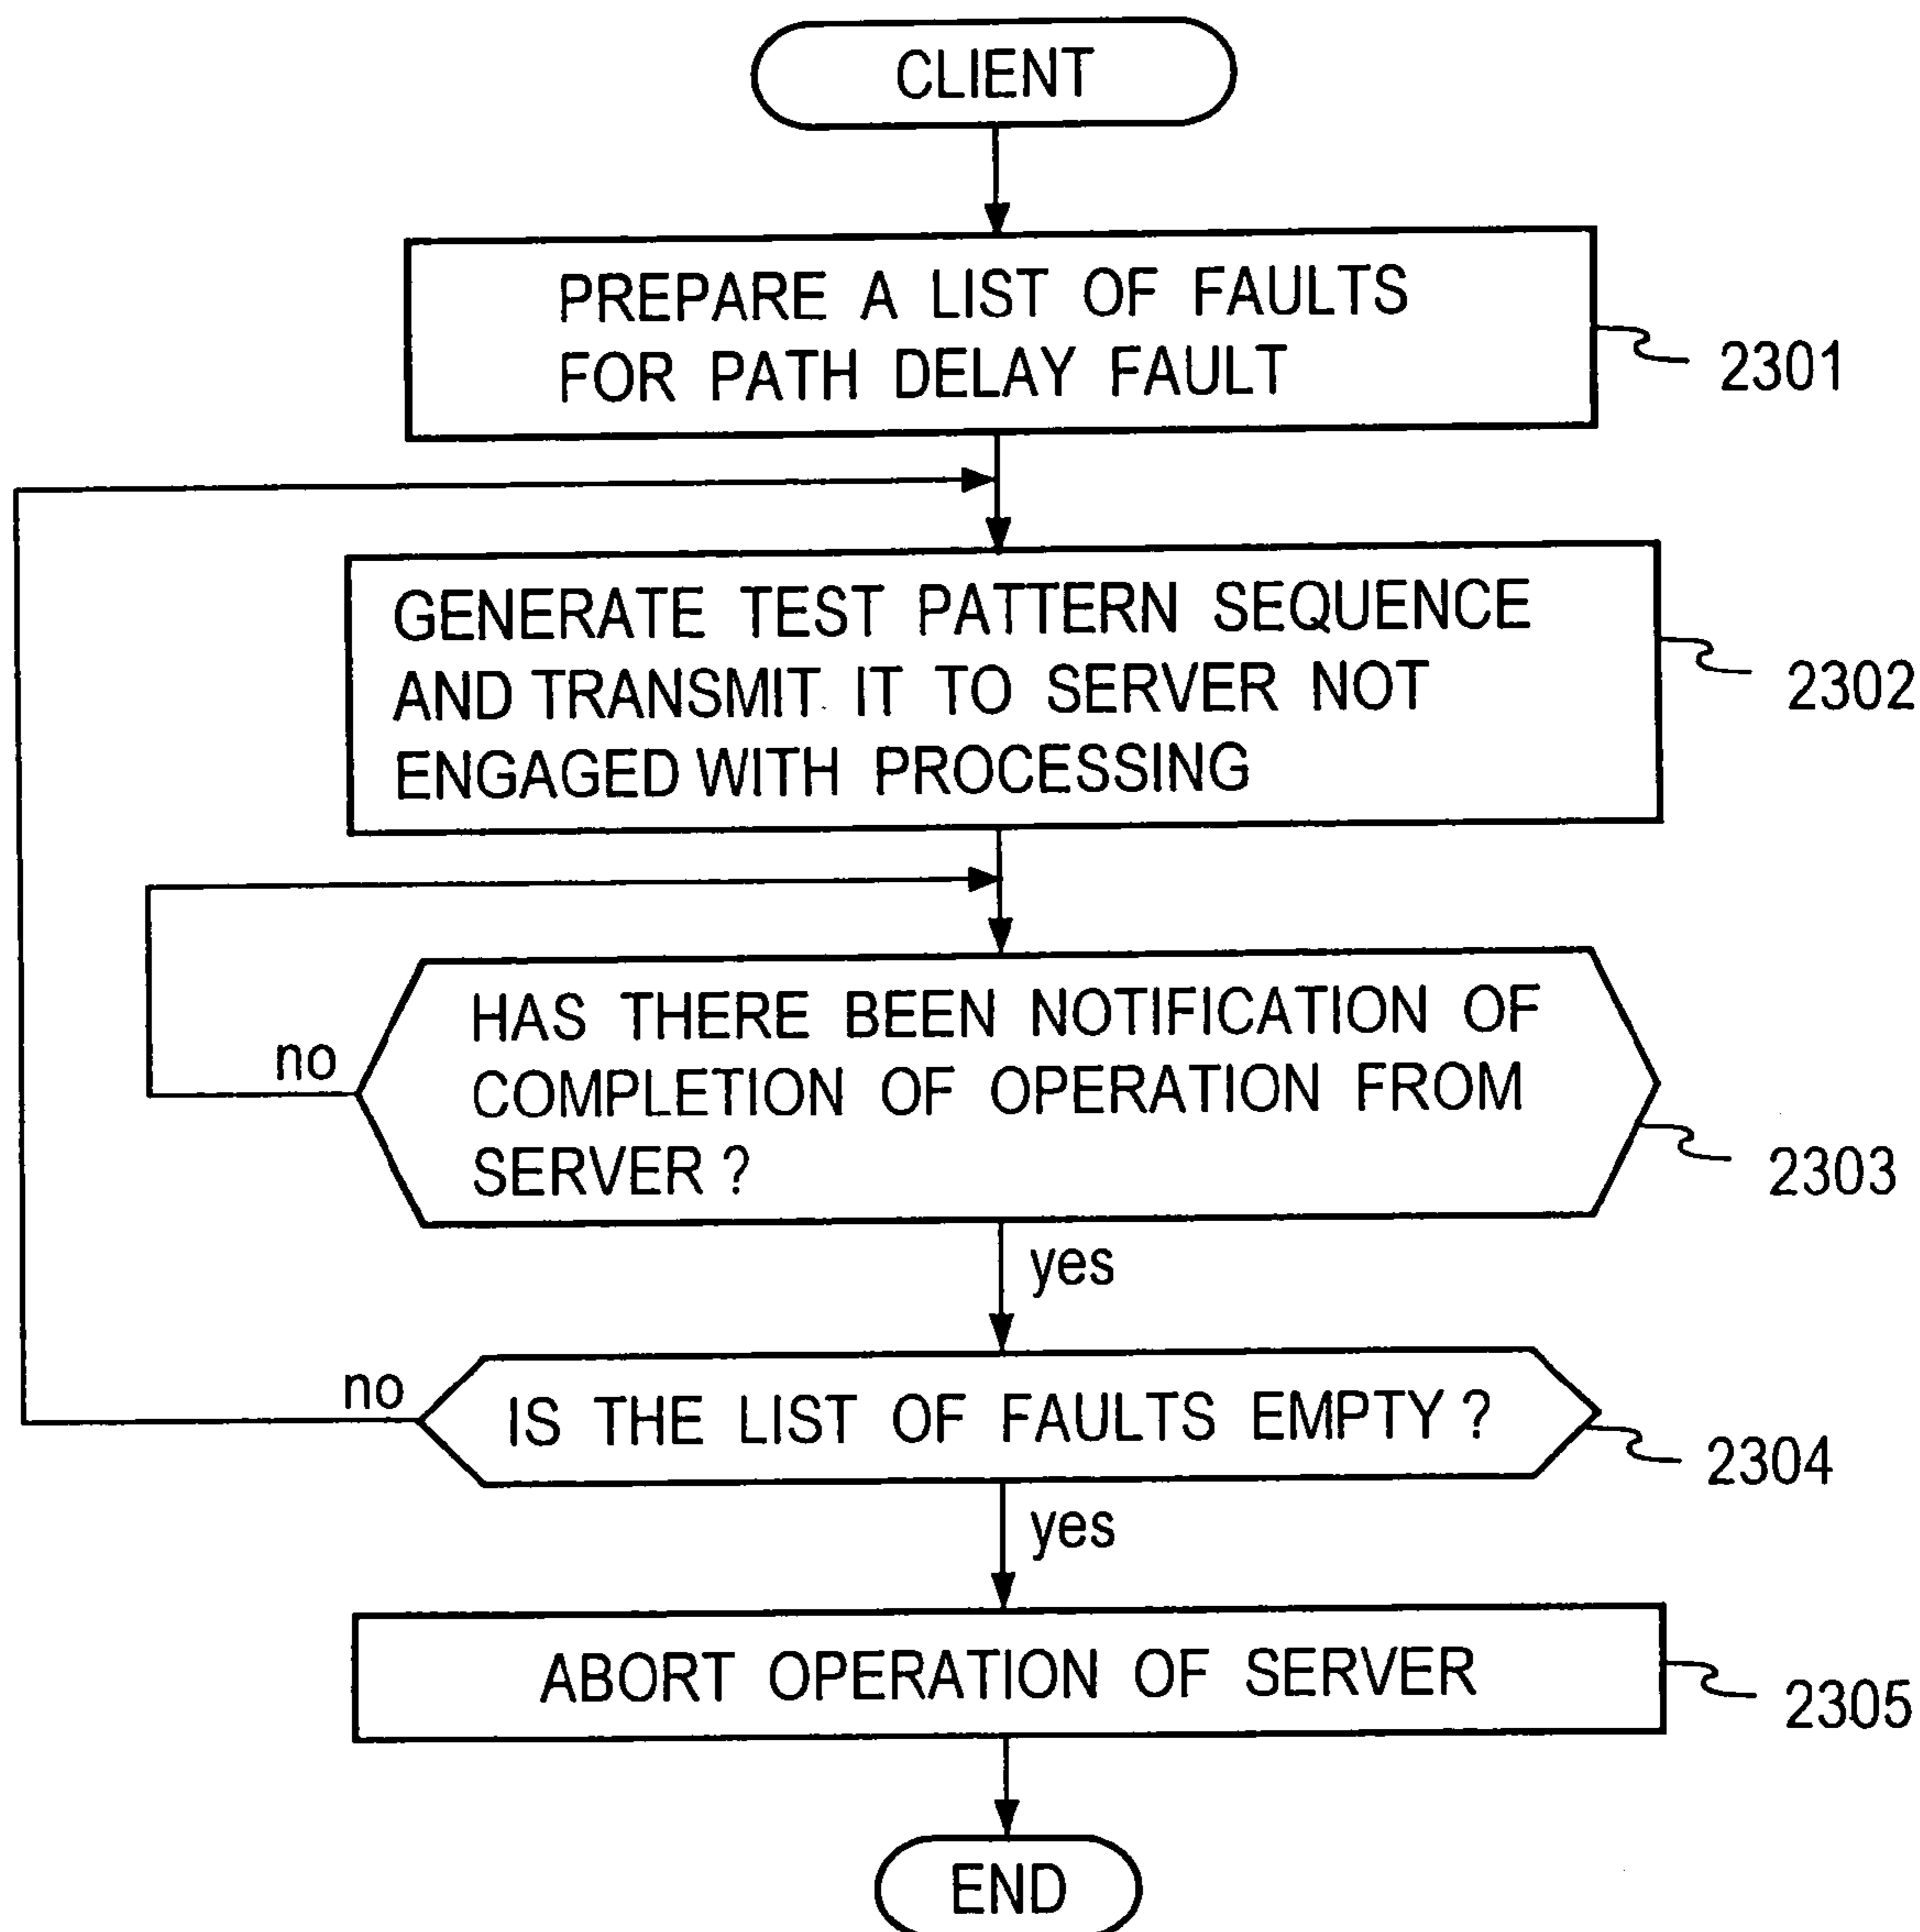 CLIENT
PREPARE A LIST OF FAULTS
FOR PATH DELAY FAULT
2301
GENERATE TEST PATTERN SEQUENCE
AND TRANSMIT IT TO SERVER NOT
ENGAGED WITH PROCESSING
2302
HAS THERE BEEN NOTIFICATION OF
COMPLETION OF OPERATION FROM
SERVER ?
no
2303
yes
IS THE LIST OF FAULTS EMPTY ?
no
2304
yes
ABORT OPERATION OF SERVER
2305
END